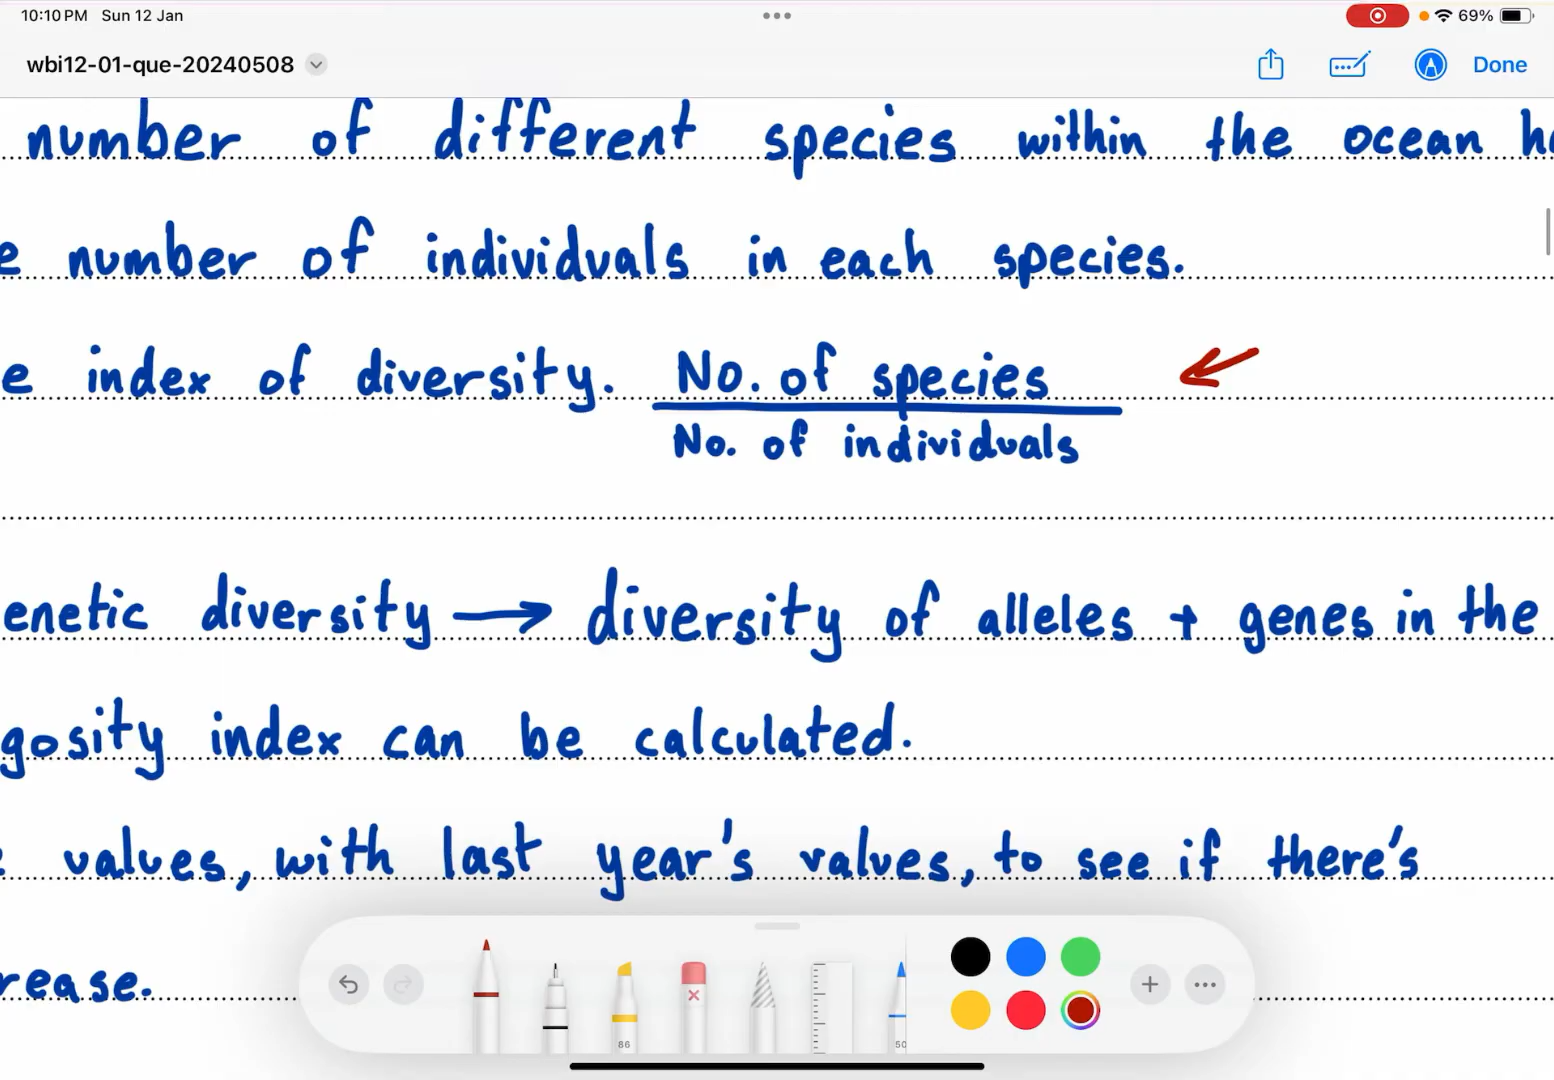 10:10 PM Sun 12 Jan
69%
wbi12-01-que-20240508
Done
number of different species within the ocean
number of individuals in each species.
index of diversity. No. of species
No. of individuals
enetic diversity → diversity of alleles + genes in the
gosity index can be calculated.
values, with last year's values, to see if there's
rease.
86
50